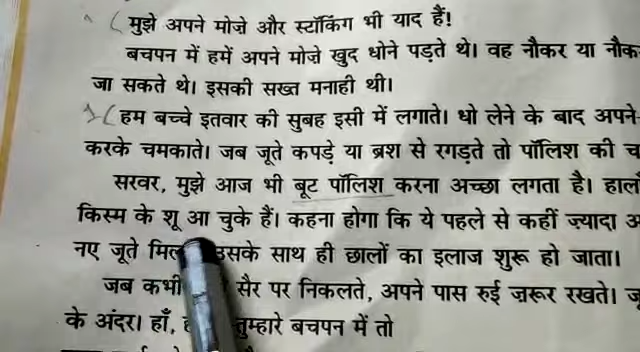 मुझे अपने मोज़े और स्टॉकिंग भी याद हैं!
बचपन में हमें अपने मोज़े खुद धोने पड़ते थे। वह नौकर या
जा सकते थे। इसकी सख्त मनाही थी।
हम बच्चे इतवार की सुबह इसी में लगाते। धो लेने के बाद अपने
करके चमकाते। जब जूते कपड़े या ब्रश से रगड़ते तो पॉलिश की
सरवर, मुझे आज भी बूट पॉलिश करना अच्छा लगता है।
किस्म के शू आ चुके हैं। कहना होगा कि ये पहले से कहीं ज़्यादा
नए जूते उसके साथ ही छालों का इलाज शुरू हो जाता।
जब कभी सैर पर निकलते, अपने पास रुई ज़रूर रखते।
के अंदर। हाँ, तुम्हारे बचपन में तो